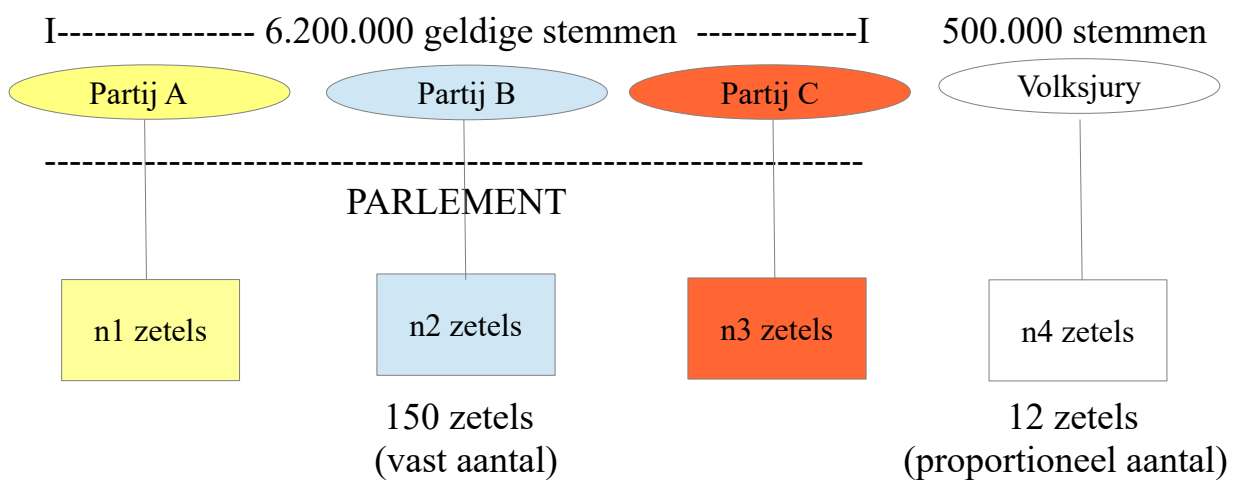 I--------------- 6.200.000 geldige stemmen ------------I 500.000 stemmen
Partij A Partij B Partij C Volksjury
PARLEMENT
n1 zetels n2 zetels n3 zetels n4 zetels
150 zetels 12 zetels
(vast aantal) (proportioneel aantal)